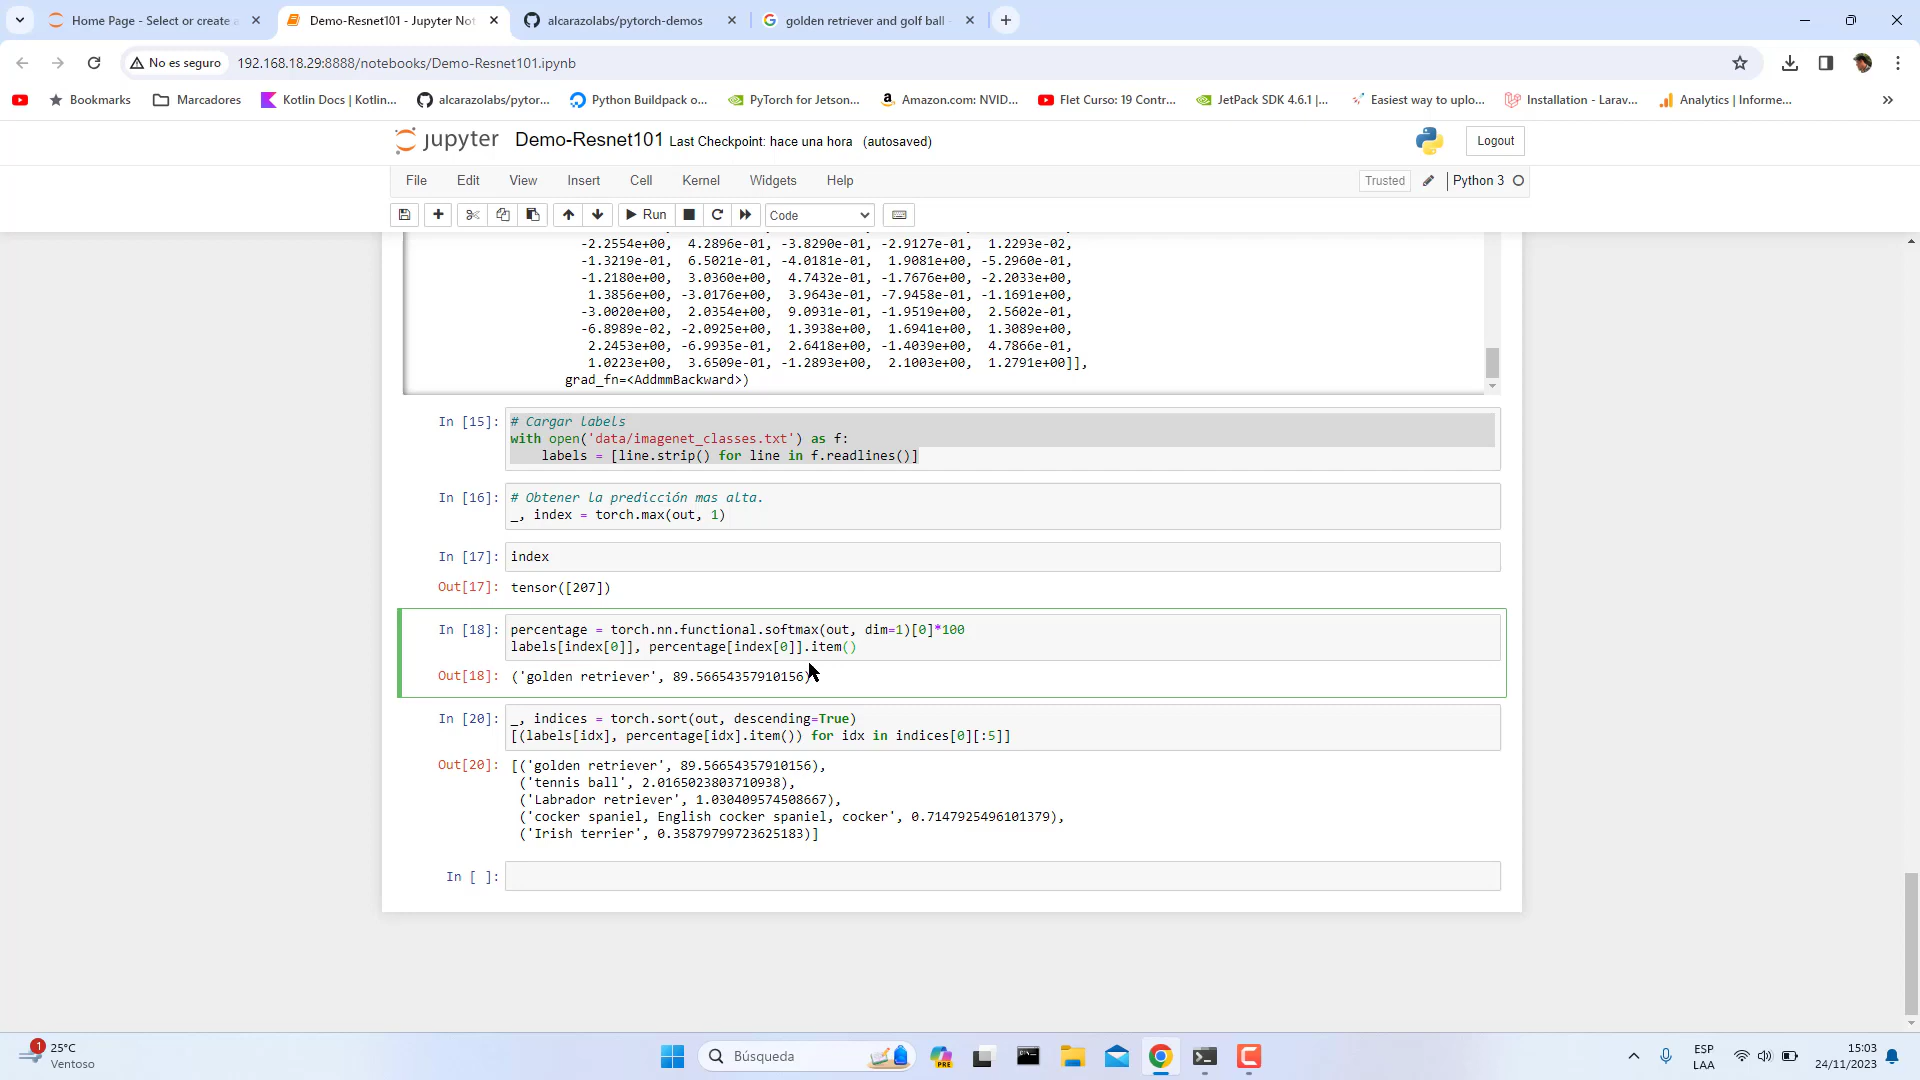 Home Page - Select or create a
Demo-Resnet101 - Jupyter Not
alcarazolabs/pytorch-demos
golden retriever and golf ball -
No es seguro
192.168.18.29:8888/notebooks/Demo-Resnet101.ipynb
Bookmarks
Marcadores
Kotlin Docs | Kotlin...
alcarazolabs/pytor...
Python Buildpack o...
PyTorch for Jetson...
Amazon.com: NVID...
Flet Curso: 19 Contr...
JetPack SDK 4.6.1 |...
Easiest way to uplo...
Installation - Larav...
Analytics | Informe...
»
jupyter
Demo-Resnet101 Last Checkpoint: hace una hora (autosaved)
Logout
File
Edit
View
Insert
Cell
Kernel
Widgets
Help
Trusted
Python 3
Run
Code
-2.2554e+00, 4.2896e-01, -3.8290e-01, -2.9127e-01, 1.2293e-02,
-1.3219e-01, 6.5021e-01, -4.0181e-01, 1.9081e+00, -5.2960e-01,
-1.2180e+00, 3.0360e+00, 4.7432e-01, -1.7676e+00, -2.2033e+00,
1.3856e+00, -3.0176e+00, 3.9643e-01, -7.9458e-01, -1.1691e+00,
-3.0020e+00, 2.0354e+00, 9.0931e-01, -1.9519e+00, 2.5602e-01,
-6.8989e-02, -2.0925e+00, 1.3938e+00, 1.6941e+00, 1.3089e+00,
2.2453e+00, -6.9935e-01, 2.6418e+00, -1.4039e+00, 4.7866e-01,
1.0223e+00, 3.6509e-01, -1.2893e+00, 2.1003e+00, 1.2791e+00]],
grad_fn=<AddmmBackward>)
In [15]: # Cargar labels
with open('data/imagenet_classes.txt') as f:
labels = [line.strip() for line in f.readlines()]
In [16]: # Obtener la predicción mas alta.
_, index = torch.max(out, 1)
In [17]: index
Out[17]: tensor([207])
In [18]: percentage = torch.nn.functional.softmax(out, dim=1)[0]*100
labels[index[0]], percentage[index[0]].item()
Out[18]: ('golden retriever', 89.56654357910156)
In [20]: _, indices = torch.sort(out, descending=True)
[(labels[idx], percentage[idx].item()) for idx in indices[0][:5]]
Out[20]: [('golden retriever', 89.56654357910156),
('tennis ball', 2.0165023803710938),
('Labrador retriever', 1.030409574508667),
('cocker spaniel, English cocker spaniel, cocker', 0.7147925496101379),
('Irish terrier', 0.35879799723625183)]
In [ ]:
1
25°C
Ventoso
Búsqueda
PRE
ESP
LAA
15:03
24/11/2023